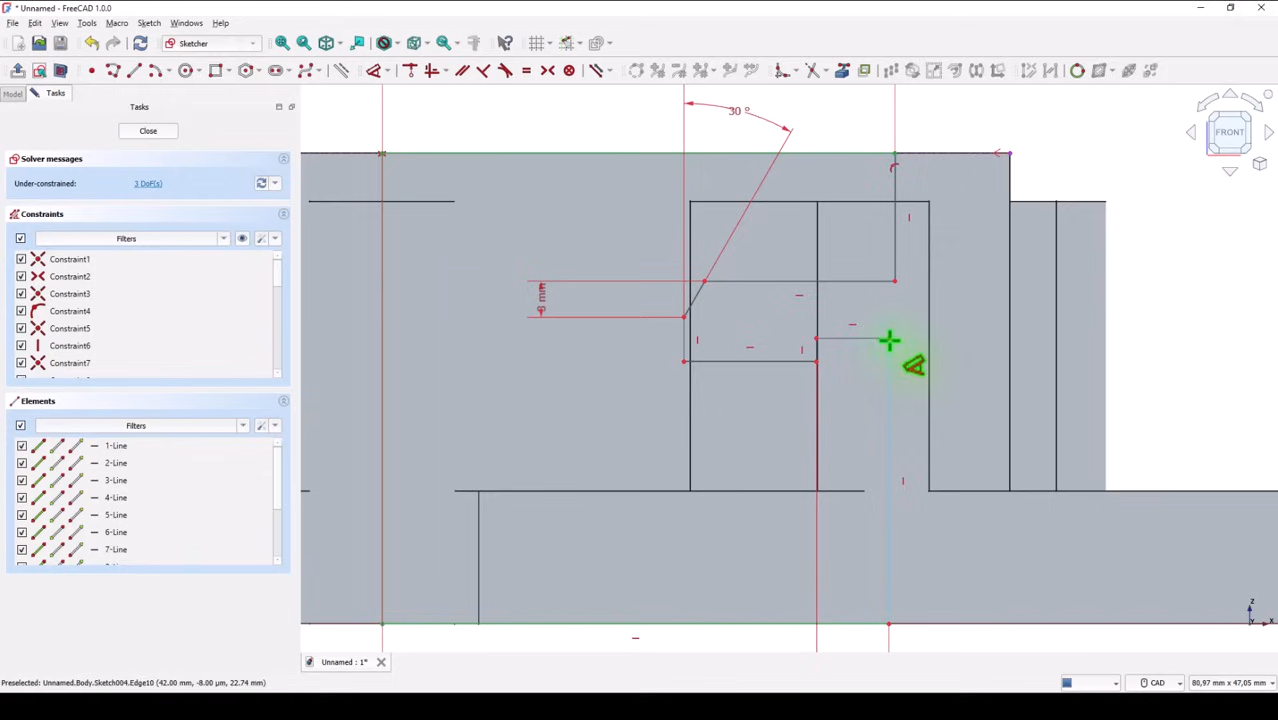 * Unnamed - FreeCAD 1.0.0
File Edit View Tools Macro Sketch Windows Help
Sketcher
Model Tasks
Tasks
Close
Solver messages
Under-constrained: 3 DoF(s)
Constraints
Filters
Constraint1
Constraint2
Constraint3
Constraint4
Constraint5
Constraint6
Constraint7
Elements
Filters
1-Line
2-Line
3-Line
4-Line
5-Line
6-Line
7-Line
30 °
FRONT
Z
Y X
Unnamed : 1*
Preselected: Unnamed.Body.Sketch004.Edge10 (42.00 mm, -8.00 µm, 22.74 mm)
CAD
80,97 mm x 47,05 mm